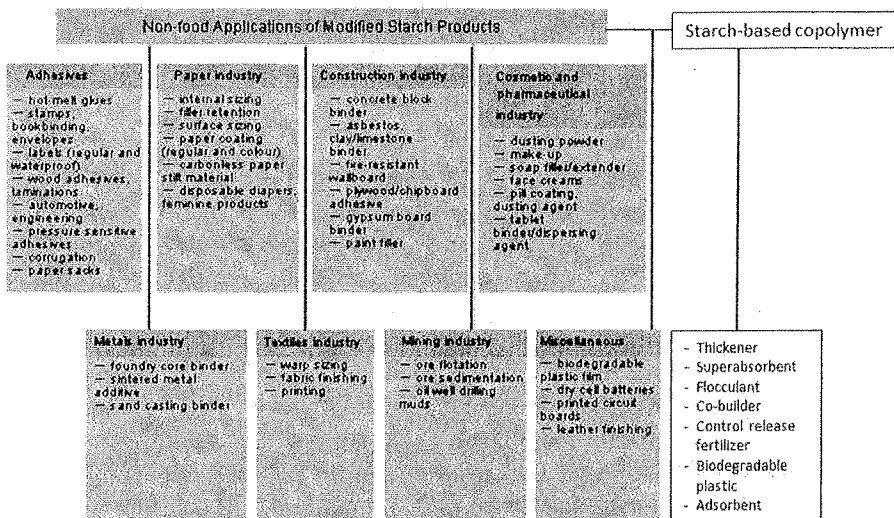 Non-food Applications of Modified Starch Products
Starch-based copolymer
Adhesives
— hot melt glues
— stamps,
bookbinding,
envelopes
— labels (regular and
waterproof)
— wood adhesives,
laminations
— automotive,
engineering
— pressure sensitive
adhesives
— corrugation
— paper sacks
Paper industry
— internal sizing
— filler retention
— surface sizing
— paper coating
(regular and colour)
— carbonless paper
still material
— disposable diapers,
feminine products
Construction industry
— concrete block
binder
— asbestos,
clay/limestone
binder
— fire-resistant
wallboard
— plywood/chipboard
adhesive
— gypsum board
binder
— paint filler
Cosmetic and
pharmaceutical
industry
— dusting powder
— make-up
— soap filler/extender
— face creams
— pill coating,
dusting agent
— tablet
binder/dispersing
agent
Metals industry
— foundry core binder
— sintered metal
additive
— sand casting binder
Textiles industry
— warp sizing
— fabric finishing
— printing
Mining industry
— ore flotation
— ore sedimentation
— oil well drilling
muds
Miscellaneous
— biodegradable
plastic film
— dry cell batteries
— printed circuit
boards
— leather finishing
- Thickener
- Superabsorbent
- Flocculant
- Co-builder
- Control release
fertilizer
- Biodegradable
plastic
- Adsorbent